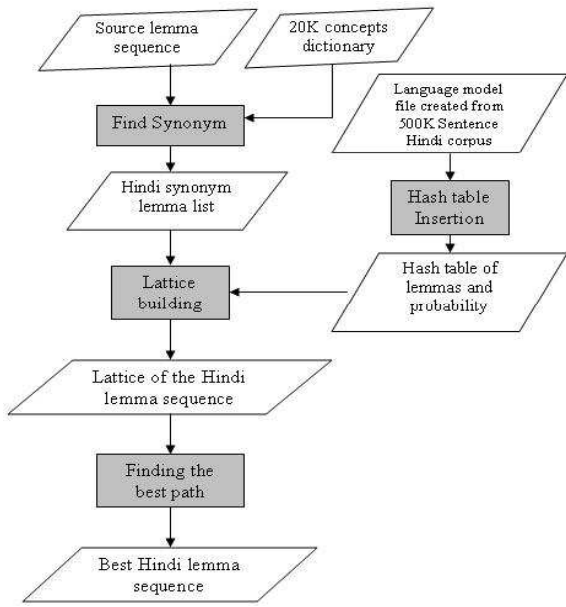 Source lemma
sequence
20K concepts
dictionary
Language model
file created from
500K Sentence
Hindi corpus
Find Synonym
Hindi synonym
lemma list
Hash table
Insertion
Lattice
building
Hash table of
lemmas and
probability
Lattice of the Hindi
lemma sequence
Finding the
best path
Best Hindi lemma
sequence